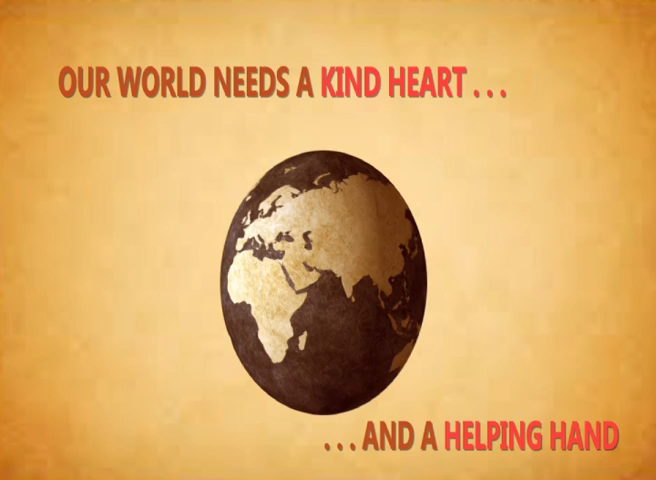 OUR WORLD NEEDS A KIND HEART . . .
. . . AND A HELPING HAND